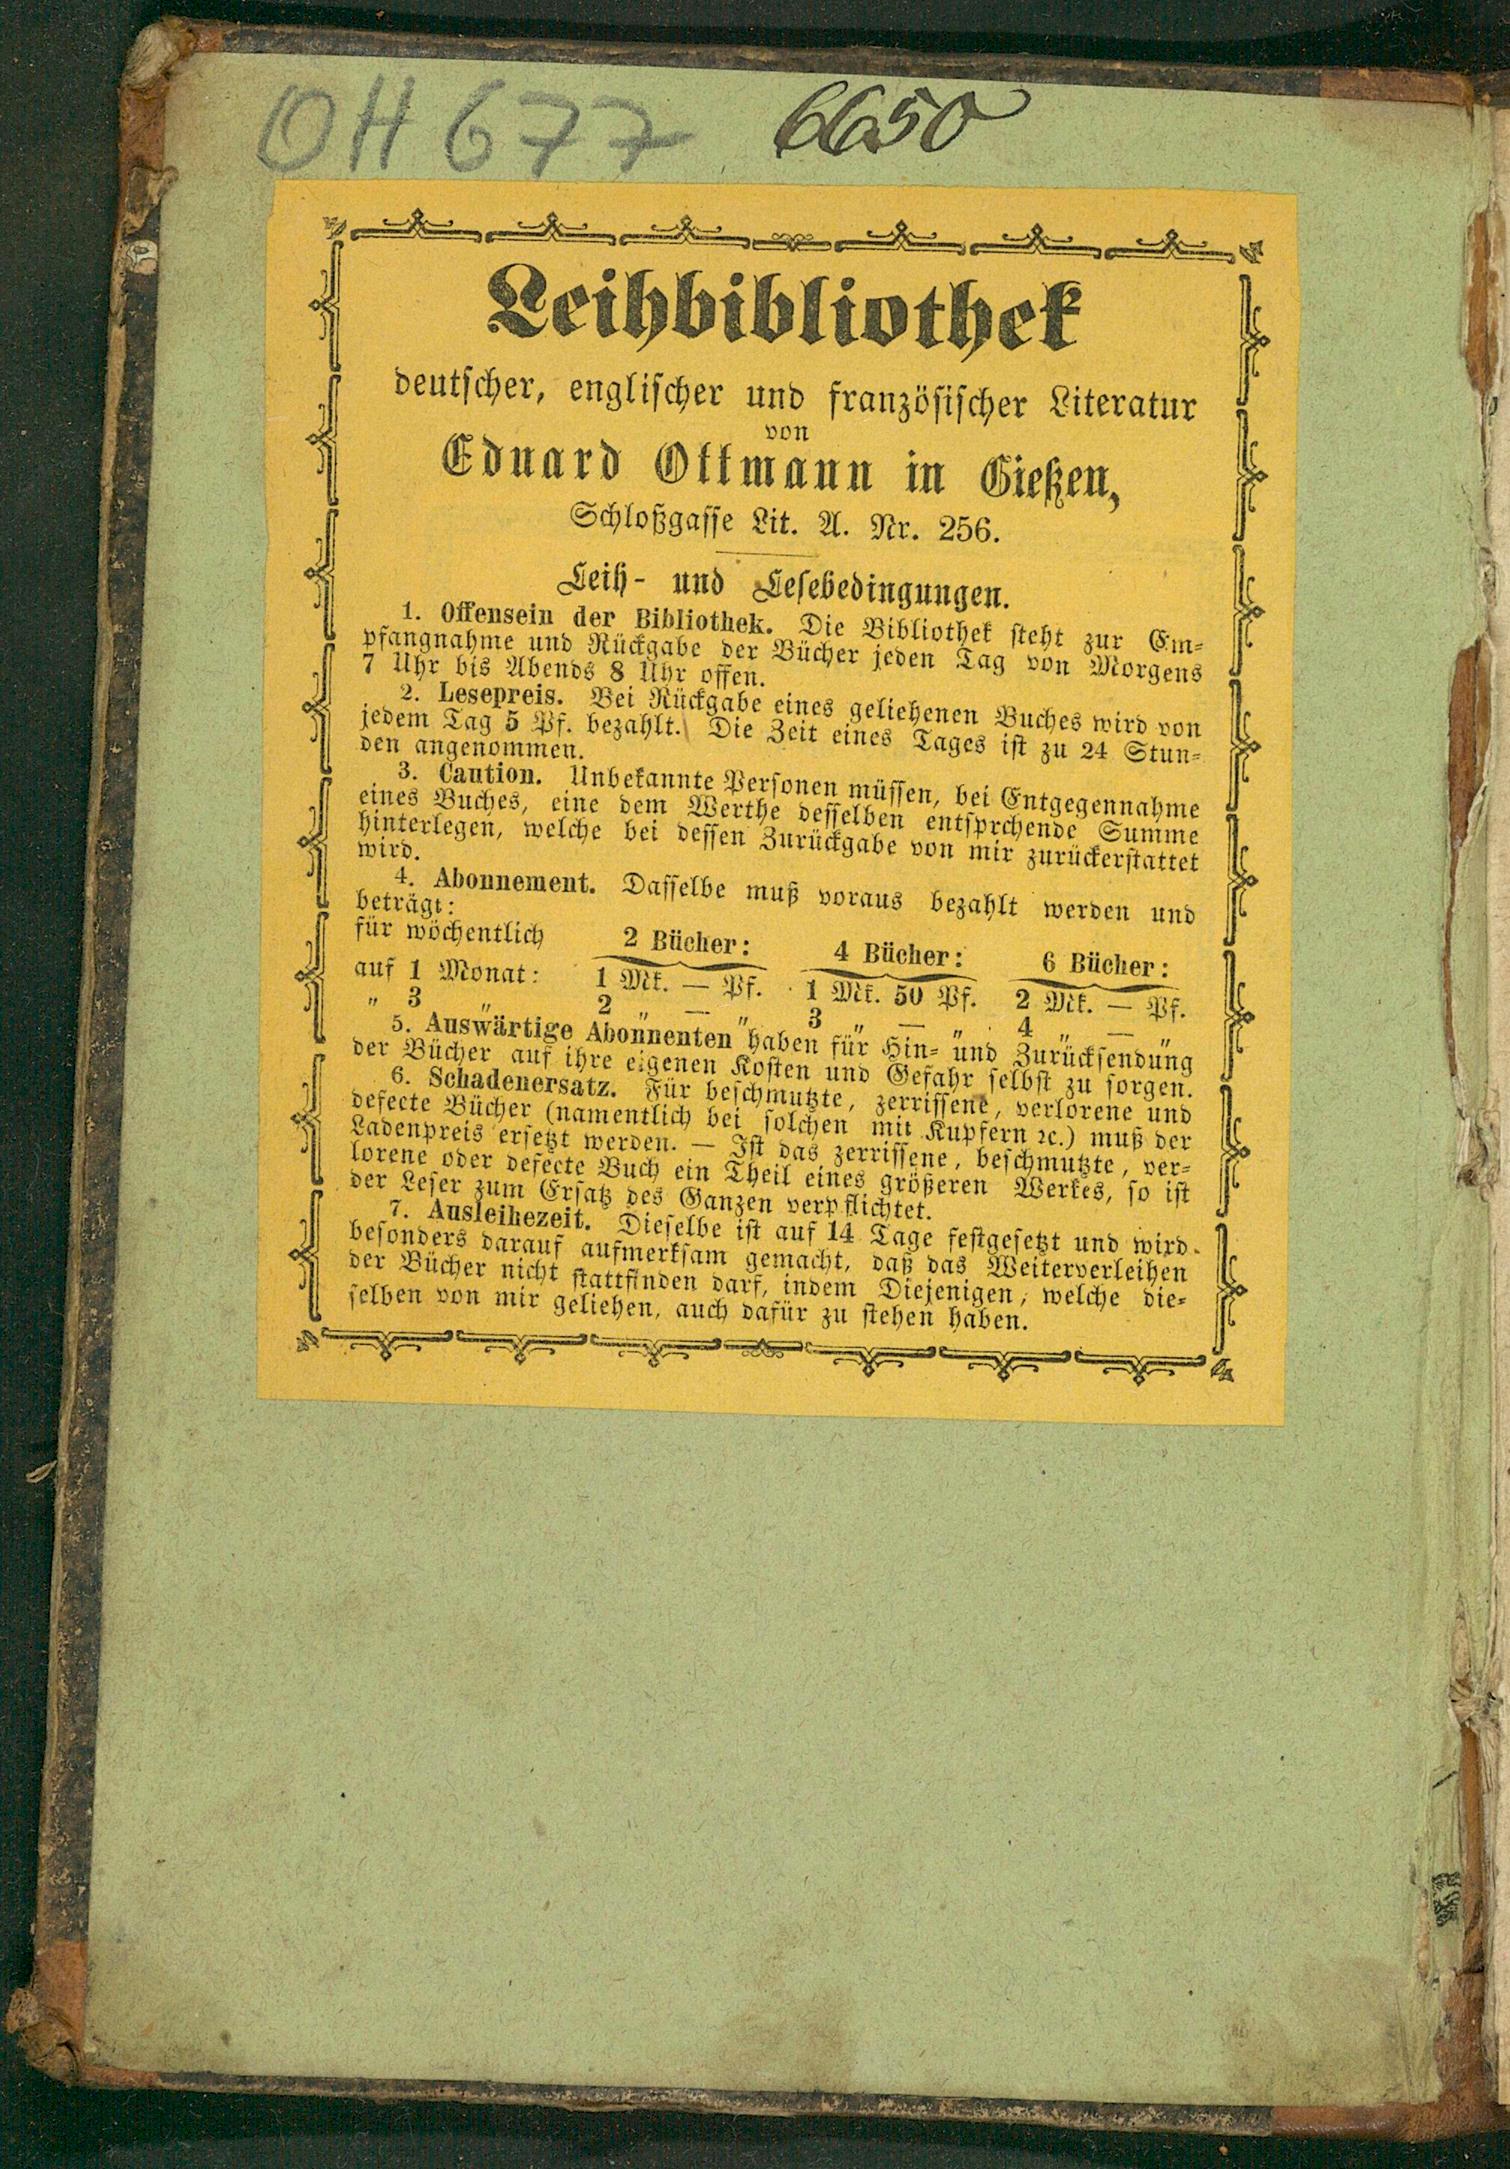 OH 677 6650
Leihbibliothek
deutscher, englischer und französischer Literatur
von
Eduard Ottmann in Gießen,
Schloßgasse Lit. A. Nr. 256.
Leih- und Lesebedingungen.
1. Offensein der Bibliothek. Die Bibliothek steht zur Em-
pfangnahme und Rückgabe der Bücher jeden Tag von Morgens
7 Uhr bis Abends 8 Uhr offen.
2. Lesepreis. Bei Rückgabe eines geliehenen Buches wird von
jedem Tag 5 Pf. bezahlt. Die Zeit eines Tages ist zu 24 Stun-
den angenommen.
3. Caution. Unbekannte Personen müssen, bei Entgegennahme
eines Buches, eine dem Werthe desselben entsprchende Summe
hinterlegen, welche bei dessen Zurückgabe von mir zurückerstattet
wird.
4. Abonnement. Dasselbe muß voraus bezahlt werden und
beträgt:
für wöchentlich 2 Bücher: 4 Bücher: 6 Bücher:
auf 1 Monat: 1 Mk. — Pf. 1 Mk. 50 Pf. 2 Mk. — Pf.
" 3 " 2 " — " 3 " — " 4 " — "
5. Auswärtige Abonnenten haben für Hin- und Zurücksendung
der Bücher auf ihre eigenen Kosten und Gefahr selbst zu sorgen.
6. Schadenersatz. Für beschmutzte, zerrissene, verlorene und
defecte Bücher (namentlich bei solchen mit Kupfern ꝛc.) muß der
Ladenpreis ersetzt werden. — Ist das zerrissene, beschmutzte, ver-
lorene oder defecte Buch ein Theil eines größeren Werkes, so ist
der Leser zum Ersatz des Ganzen verpflichtet.
7. Ausleihezeit. Dieselbe ist auf 14 Tage festgesetzt und wird
besonders darauf aufmerksam gemacht, daß das Weiterverleihen
der Bücher nicht stattfinden darf, indem Diejenigen, welche die-
selben von mir geliehen, auch dafür zu stehen haben.